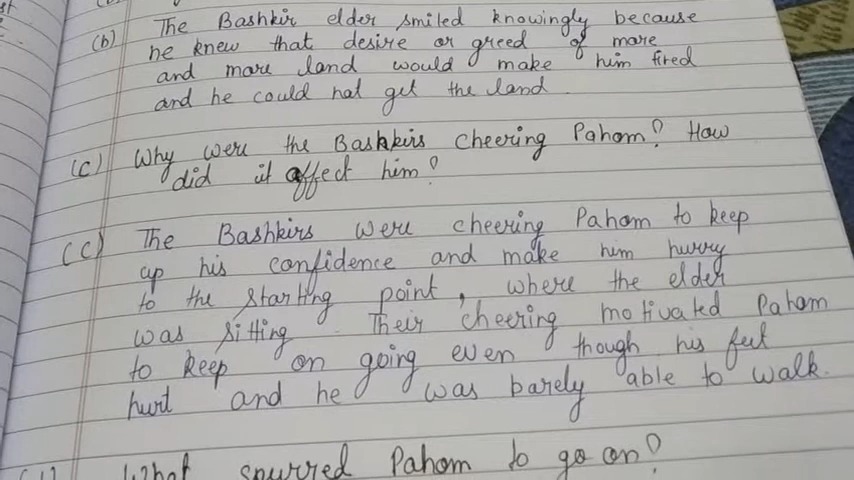 (b) The Bashkir elder smiled knowingly because
he knew that desire or greed of more
and more land would make him tired
and he could not get the land.
(c) Why were the Bashkirs cheering Pahom? How
did it affect him?
(c) The Bashkirs were cheering Pahom to keep
up his confidence and make him hurry
to the starting point, where the elder
was sitting. Their cheering motivated Pahom
to keep on going even though his feet
hurt and he was barely able to walk.
What spurred Pahom to go on?